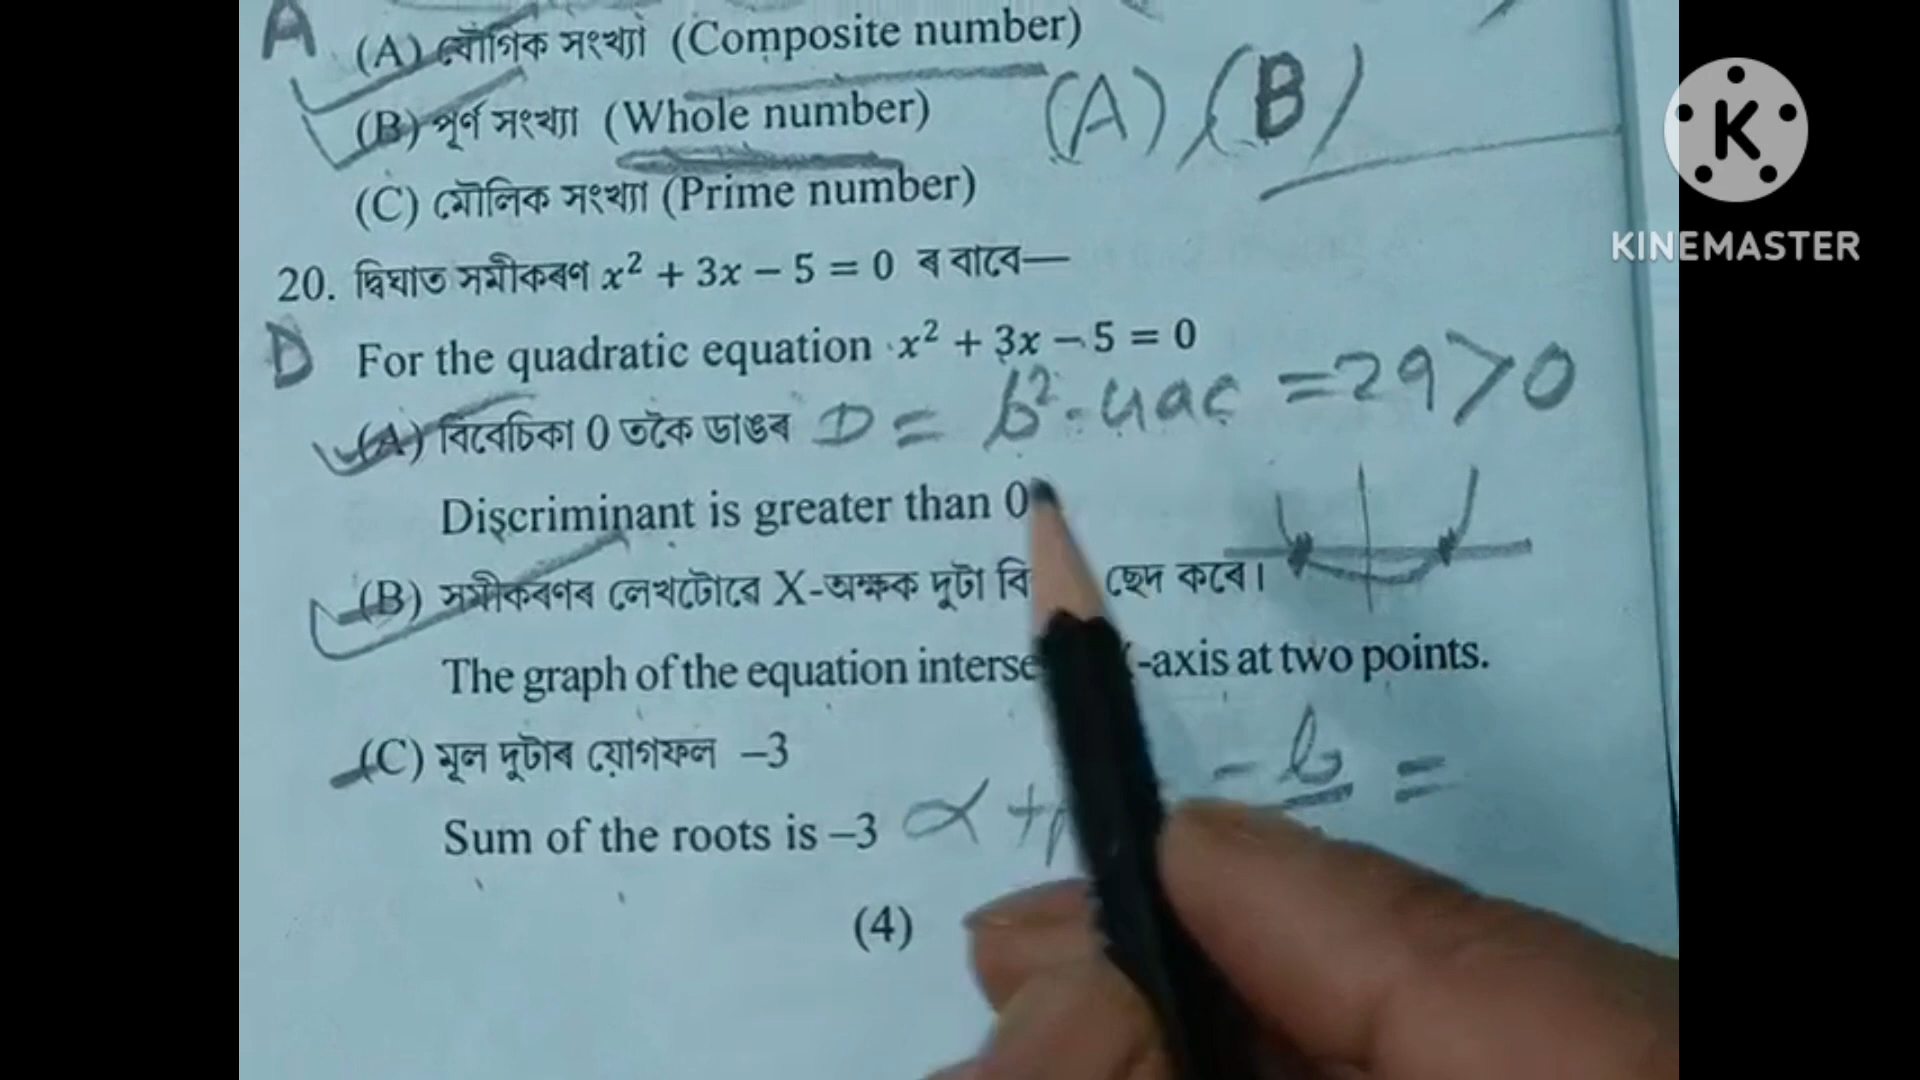 A
(A) যৌগিক সংখ্যা (Composite number)
(B) পূৰ্ণ সংখ্যা (Whole number)
(A) (B)
(C) মৌলিক সংখ্যা (Prime number)
K
KINEMASTER
20. দ্বিঘাত সমীকৰণ x² + 3x – 5 = 0 ৰ বাবে—
D
For the quadratic equation x² + 3x – 5 = 0
(A) বিবেচিকা 0 তকৈ ডাঙৰ D = b² - 4ac = 29 > 0
Discriminant is greater than 0
(B) সমীকৰণৰ লেখটোৱে X-অক্ষক দুটা ছেদ কৰে।
The graph of the equation -axis at two points.
(C) মূল দুটাৰ যোগফল –3
Sum of the roots is –3 α + - b =
(4)